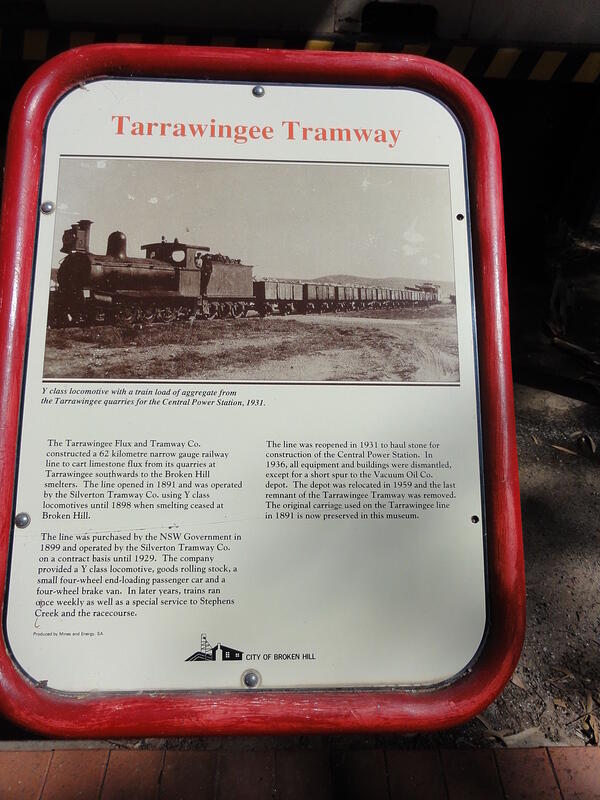 Tarrawingee Tramway
Y class locomotive with a train load of aggregate from
the Tarrawingee quarries for the Central Power Station, 1931.
The Tarrawingee Flux and Tramway Co.
constructed a 62 kilometre narrow gauge railway
line to cart limestone flux from its quarries at
Tarrawingee southwards to the Broken Hill
smelters. The line opened in 1891 and was operated
by the Silverton Tramway Co. using Y class
locomotives until 1898 when smelting ceased at
Broken Hill.
The line was purchased by the NSW Government in
1899 and operated by the Silverton Tramway Co.
on a contract basis until 1929. The company
provided a Y class locomotive, goods rolling stock, a
small four-wheel end-loading passenger car and a
four-wheel brake van. In later years, trains ran
once weekly as well as a special service to Stephens
Creek and the racecourse.
The line was reopened in 1931 to haul stone for
construction of the Central Power Station. In
1936, all equipment and buildings were dismantled,
except for a short spur to the Vacuum Oil Co.
depot. The depot was relocated in 1959 and the last
remnant of the Tarrawingee Tramway was removed.
The original carriage used on the Tarrawingee line
in 1891 is now preserved in this museum.
Produced by Mines and Energy, SA
CITY OF BROKEN HILL